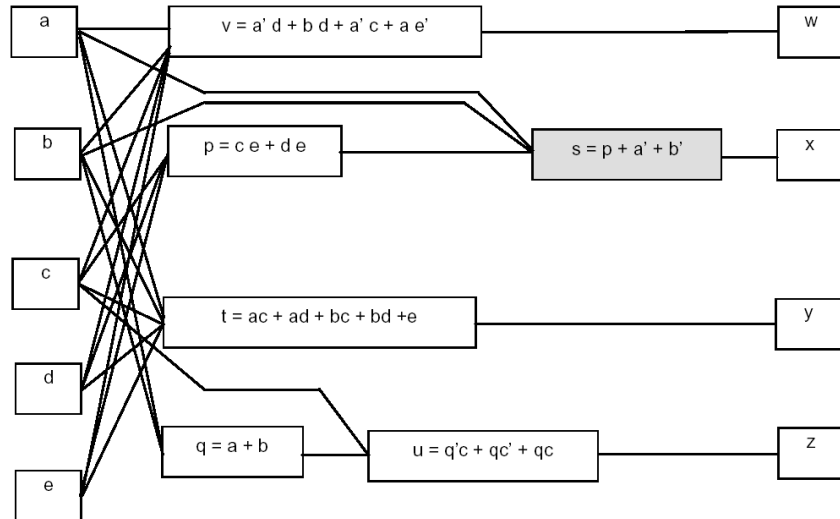 a
v = a' d + b d + a' c + a e'
w
b
p = c e + d e
s = p + a' + b'
x
c
t = ac + ad + bc + bd +e
y
d
q = a + b
u = q'c + qc' + qc
z
e